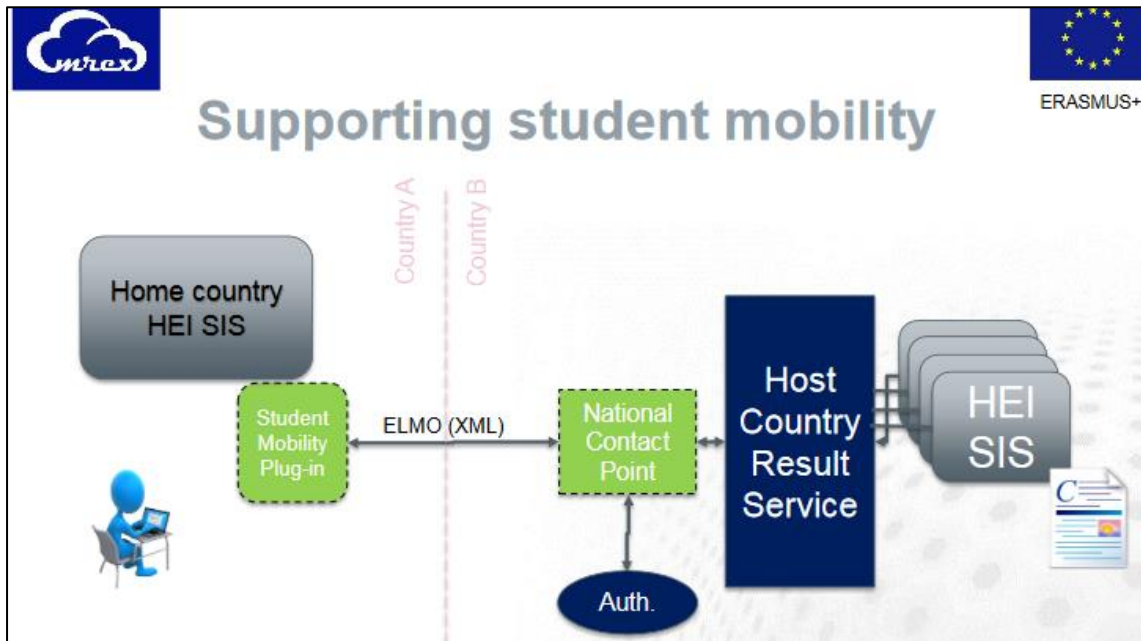 mrex
ERASMUS+
Supporting student mobility
Country A
Country B
Home country
HEI SIS
Student
Mobility
Plug-in
ELMO (XML)
National
Contact
Point
Host
Country
Result
Service
HEI
SIS
C
Auth.